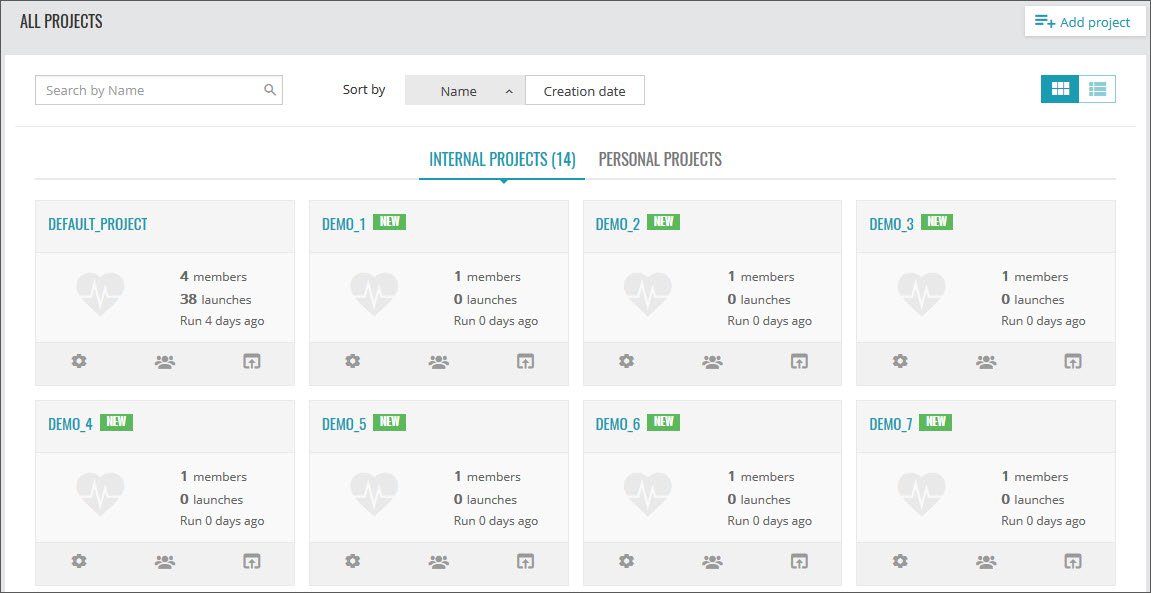 ALL PROJECTS
Add project
Search by Name
Sort by
Name
Creation date
INTERNAL PROJECTS (14)
PERSONAL PROJECTS
DEFAULT_PROJECT
4 members
38 launches
Run 4 days ago
DEMO_1 NEW
1 members
0 launches
Run 0 days ago
DEMO_2 NEW
1 members
0 launches
Run 0 days ago
DEMO_3 NEW
1 members
0 launches
Run 0 days ago
DEMO_4 NEW
1 members
0 launches
Run 0 days ago
DEMO_5 NEW
1 members
0 launches
Run 0 days ago
DEMO_6 NEW
1 members
0 launches
Run 0 days ago
DEMO_7 NEW
1 members
0 launches
Run 0 days ago